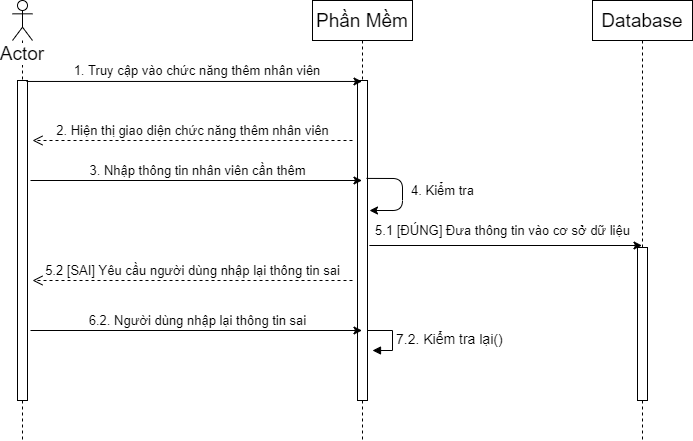 Actor
Phần Mềm
Database
1. Truy cập vào chức năng thêm nhân viên
2. Hiện thị giao diện chức năng thêm nhân viên
3. Nhập thông tin nhân viên cần thêm
4. Kiểm tra
5.1 [ĐÚNG] Đưa thông tin vào cơ sở dữ liệu
5.2 [SAI] Yêu cầu người dùng nhập lại thông tin sai
6.2. Người dùng nhập lại thông tin sai
7.2. Kiểm tra lại()